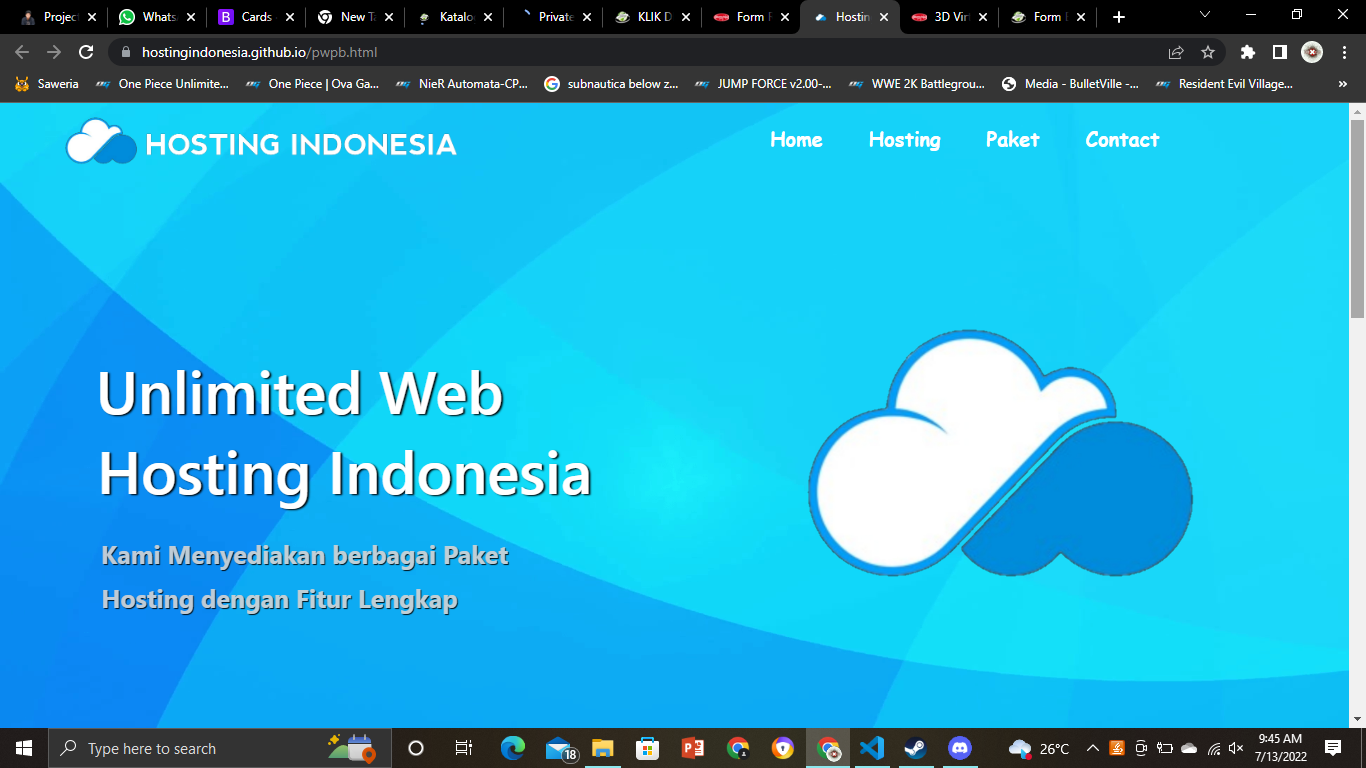 Project
Whats
Cards
New Ta
Katalo
Private
KLIK D
Form F
Hostin
3D Virt
Form E
hostingindonesia.github.io/pwpb.html
Saweria
One Piece Unlimite...
One Piece | Ova Ga...
NieR Automata-CP...
subnautica below z...
JUMP FORCE v2.00-...
WWE 2K Battlegrou...
Media - BulletVille -...
Resident Evil Village...
HOSTING INDONESIA
Home
Hosting
Paket
Contact
Unlimited Web
Hosting Indonesia
Kami Menyediakan berbagai Paket
Hosting dengan Fitur Lengkap
Type here to search
18
26°C
9:45 AM
7/13/2022